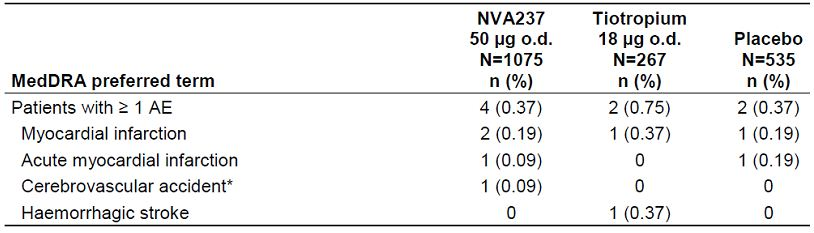 NVA237 Tiotropium
50 µg o.d. 18 µg o.d. Placebo
N=1075 N=267 N=535
MedDRA preferred term n (%) n (%) n (%)
Patients with ≥ 1 AE 4 (0.37) 2 (0.75) 2 (0.37)
Myocardial infarction 2 (0.19) 1 (0.37) 1 (0.19)
Acute myocardial infarction 1 (0.09) 0 1 (0.19)
Cerebrovascular accident* 1 (0.09) 0 0
Haemorrhagic stroke 0 1 (0.37) 0